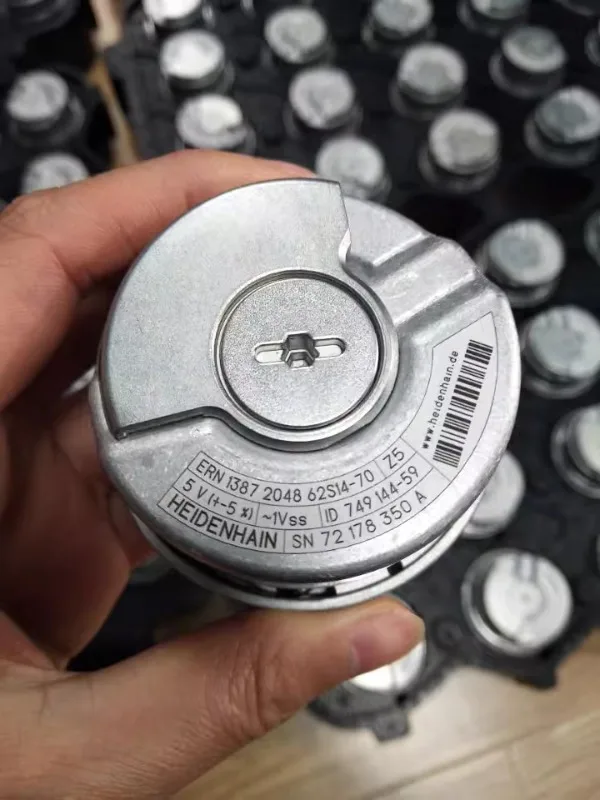 ERN 1387 2048 62S14-70 Z5
5 V (+-5 %) ~1Vss ID 749 144-59
HEIDENHAIN SN 72 178 350 A
www.heidenhain.de